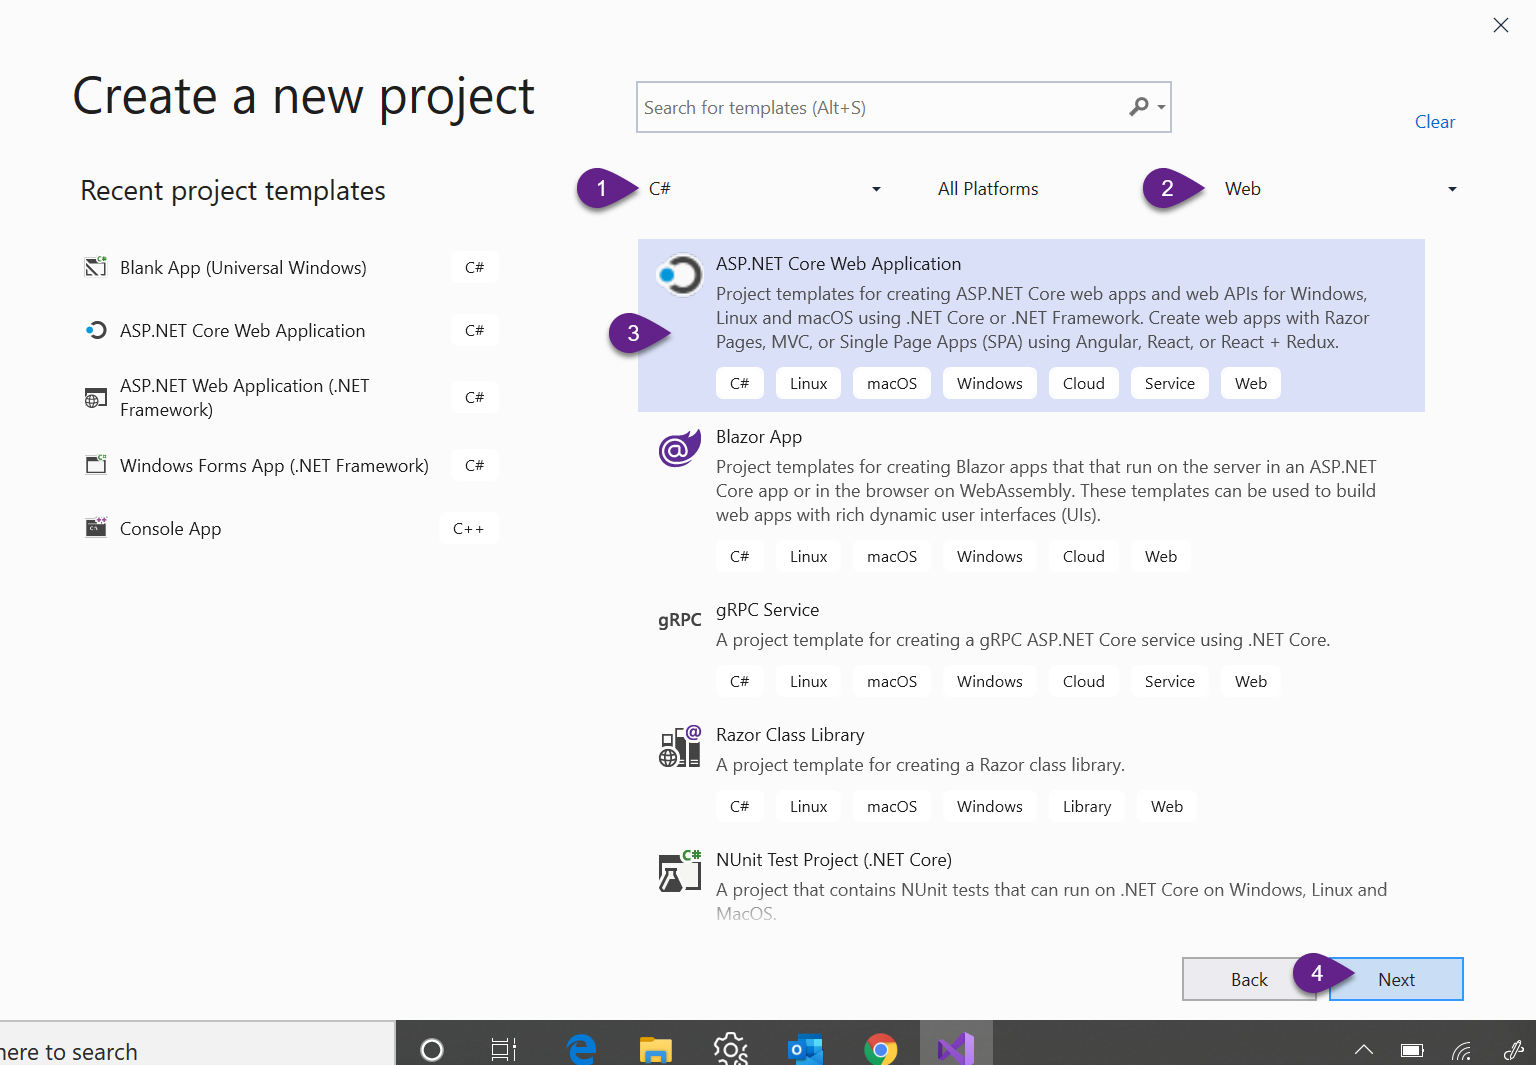 Create a new project
Search for templates (Alt+S)
Clear
Recent project templates
1 C#
All Platforms
2 Web
Blank App (Universal Windows) C#
ASP.NET Core Web Application C#
ASP.NET Web Application (.NET
Framework) C#
Windows Forms App (.NET Framework) C#
Console App C++
ASP.NET Core Web Application
Project templates for creating ASP.NET Core web apps and web APIs for Windows,
Linux and macOS using .NET Core or .NET Framework. Create web apps with Razor
3
Pages, MVC, or Single Page Apps (SPA) using Angular, React, or React + Redux.
C# Linux macOS Windows Cloud Service Web
Blazor App
Project templates for creating Blazor apps that that run on the server in an ASP.NET
Core app or in the browser on WebAssembly. These templates can be used to build
web apps with rich dynamic user interfaces (UIs).
C# Linux macOS Windows Cloud Web
gRPC gRPC Service
A project template for creating a gRPC ASP.NET Core service using .NET Core.
C# Linux macOS Windows Cloud Service Web
Razor Class Library
A project template for creating a Razor class library.
C# Linux macOS Windows Library Web
NUnit Test Project (.NET Core)
A project that contains NUnit tests that can run on .NET Core on Windows, Linux and
MacOS.
Back
4 Next
here to search